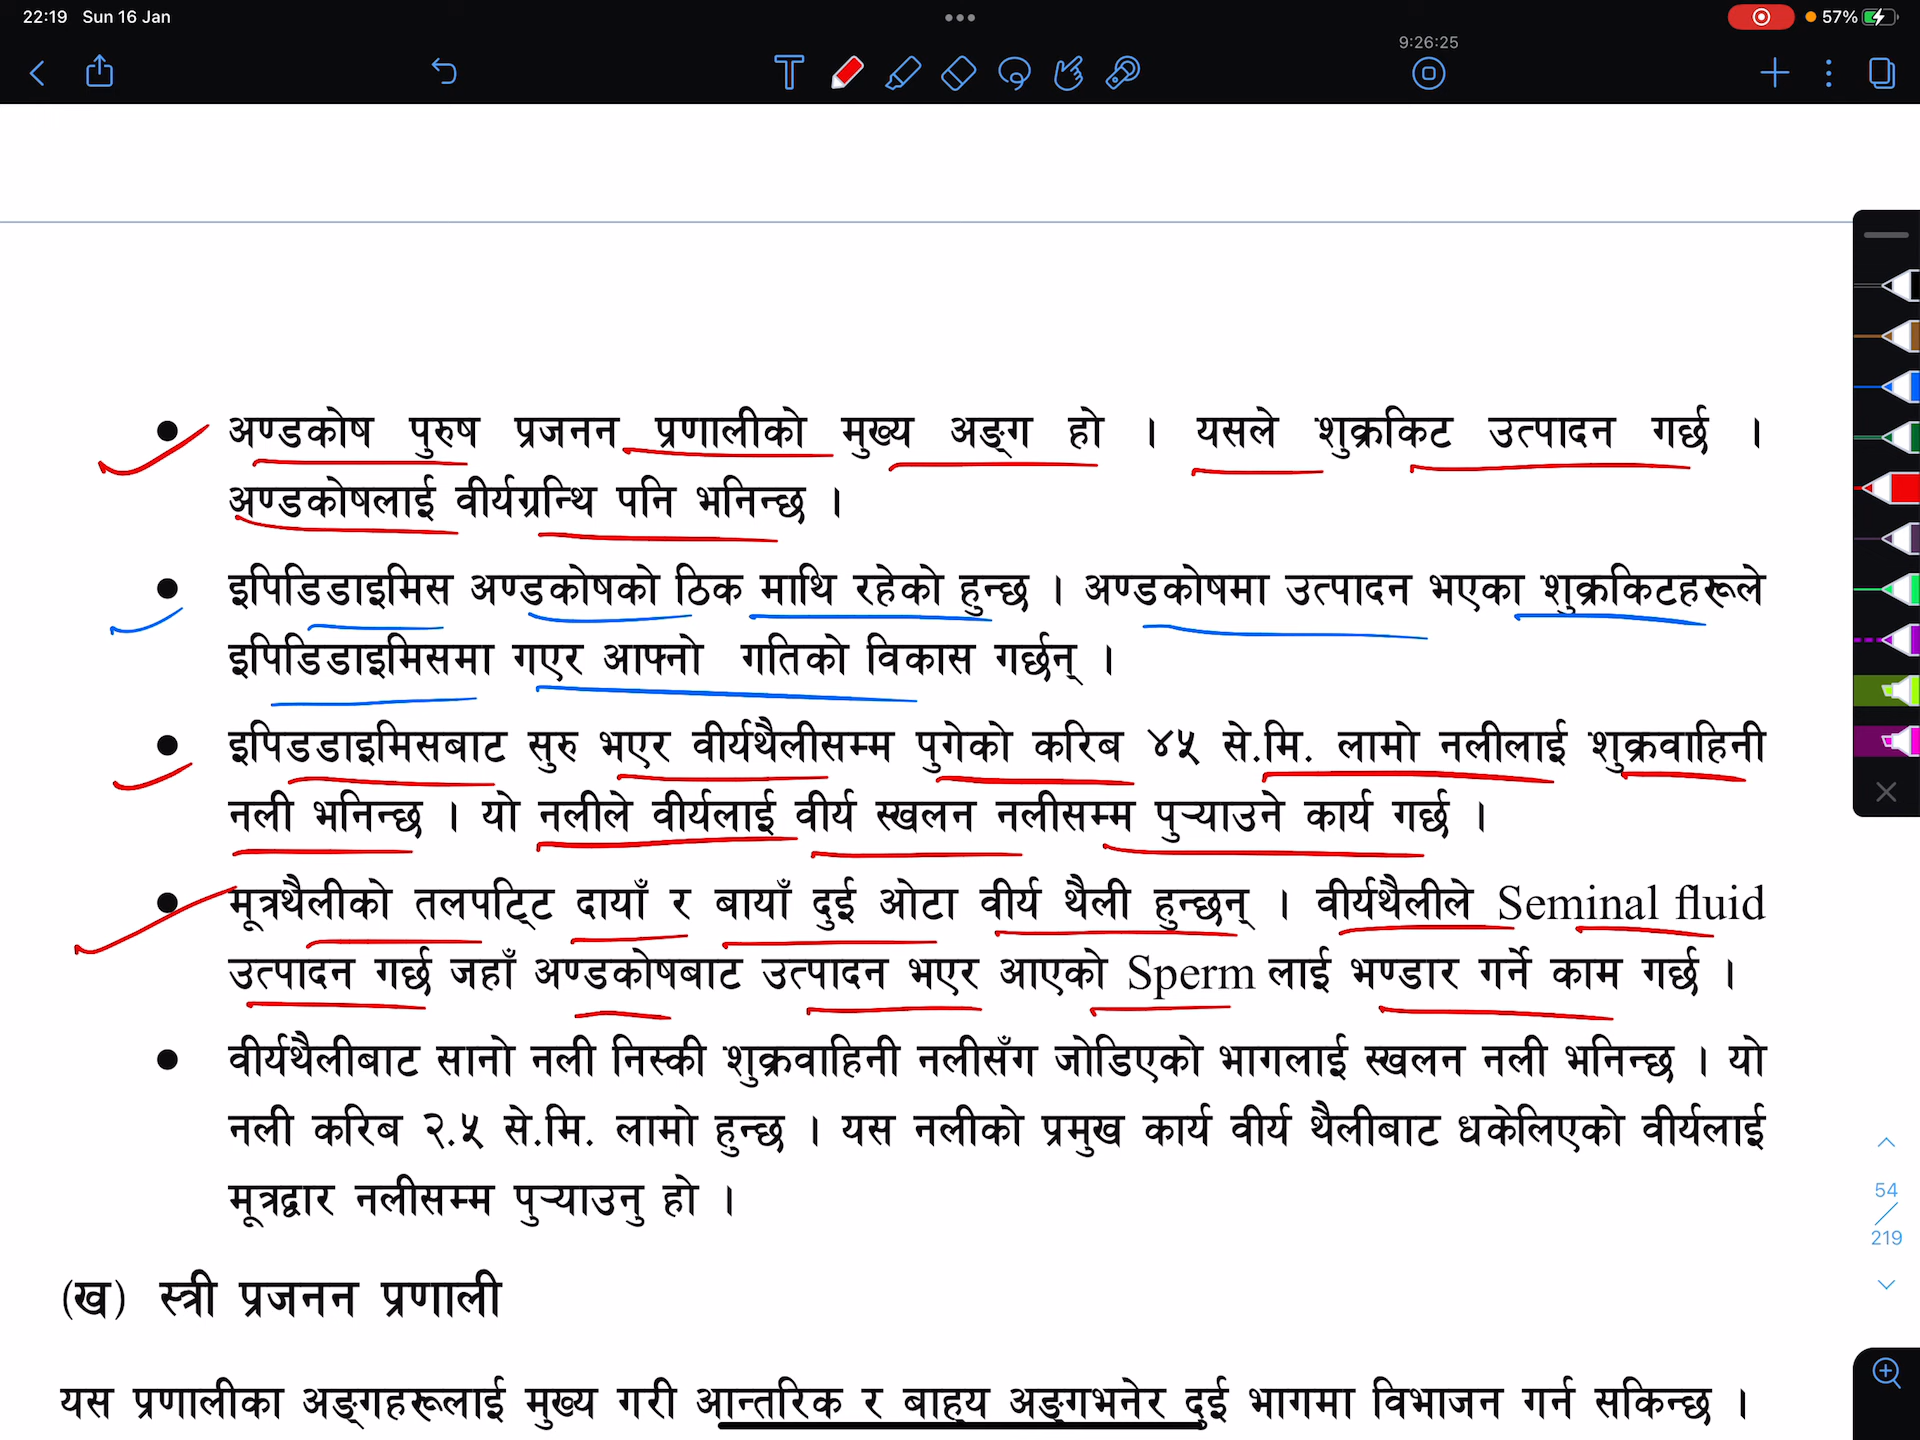 22:19 Sun 16 Jan
57%
9:26:25
अण्डकोष पुरुष प्रजनन प्रणालीको मुख्य अङ्ग हो । यसले शुक्रकिट उत्पादन गर्छ ।
अण्डकोषलाई वीर्यग्रन्थि पनि भनिन्छ ।
इपिडिडाइमिस अण्डकोषको ठिक माथि रहेको हुन्छ । अण्डकोषमा उत्पादन भएका शुक्रकिटहरूले
इपिडिडाइमिसमा गएर आफ्नो गतिको विकास गर्छन् ।
इपिडडाइमिसबाट सुरु भएर वीर्यथैलीसम्म पुगेको करिब ४५ से.मि. लामो नलीलाई शुक्रवाहिनी
नली भनिन्छ । यो नलीले वीर्यलाई वीर्य स्खलन नलीसम्म पुऱ्याउने कार्य गर्छ ।
मूत्रथैलीको तलपटि्ट दायाँ र बायाँ दुई ओटा वीर्य थैली हुन्छन् । वीर्यथैलीले Seminal fluid
उत्पादन गर्छ जहाँ अण्डकोषबाट उत्पादन भएर आएको Sperm लाई भण्डार गर्ने काम गर्छ ।
वीर्यथैलीबाट सानो नली निस्की शुक्रवाहिनी नलीसँग जोडिएको भागलाई स्खलन नली भनिन्छ । यो
नली करिब २.५ से.मि. लामो हुन्छ । यस नलीको प्रमुख कार्य वीर्य थैलीबाट धकेलिएको वीर्यलाई
मूत्रद्वार नलीसम्म पुऱ्याउनु हो ।
54
219
(ख) स्त्री प्रजनन प्रणाली
यस प्रणालीका अङ्गहरूलाई मुख्य गरी आन्तरिक र बाह्य अङ्गभनेर दुई भागमा विभाजन गर्न सकिन्छ ।